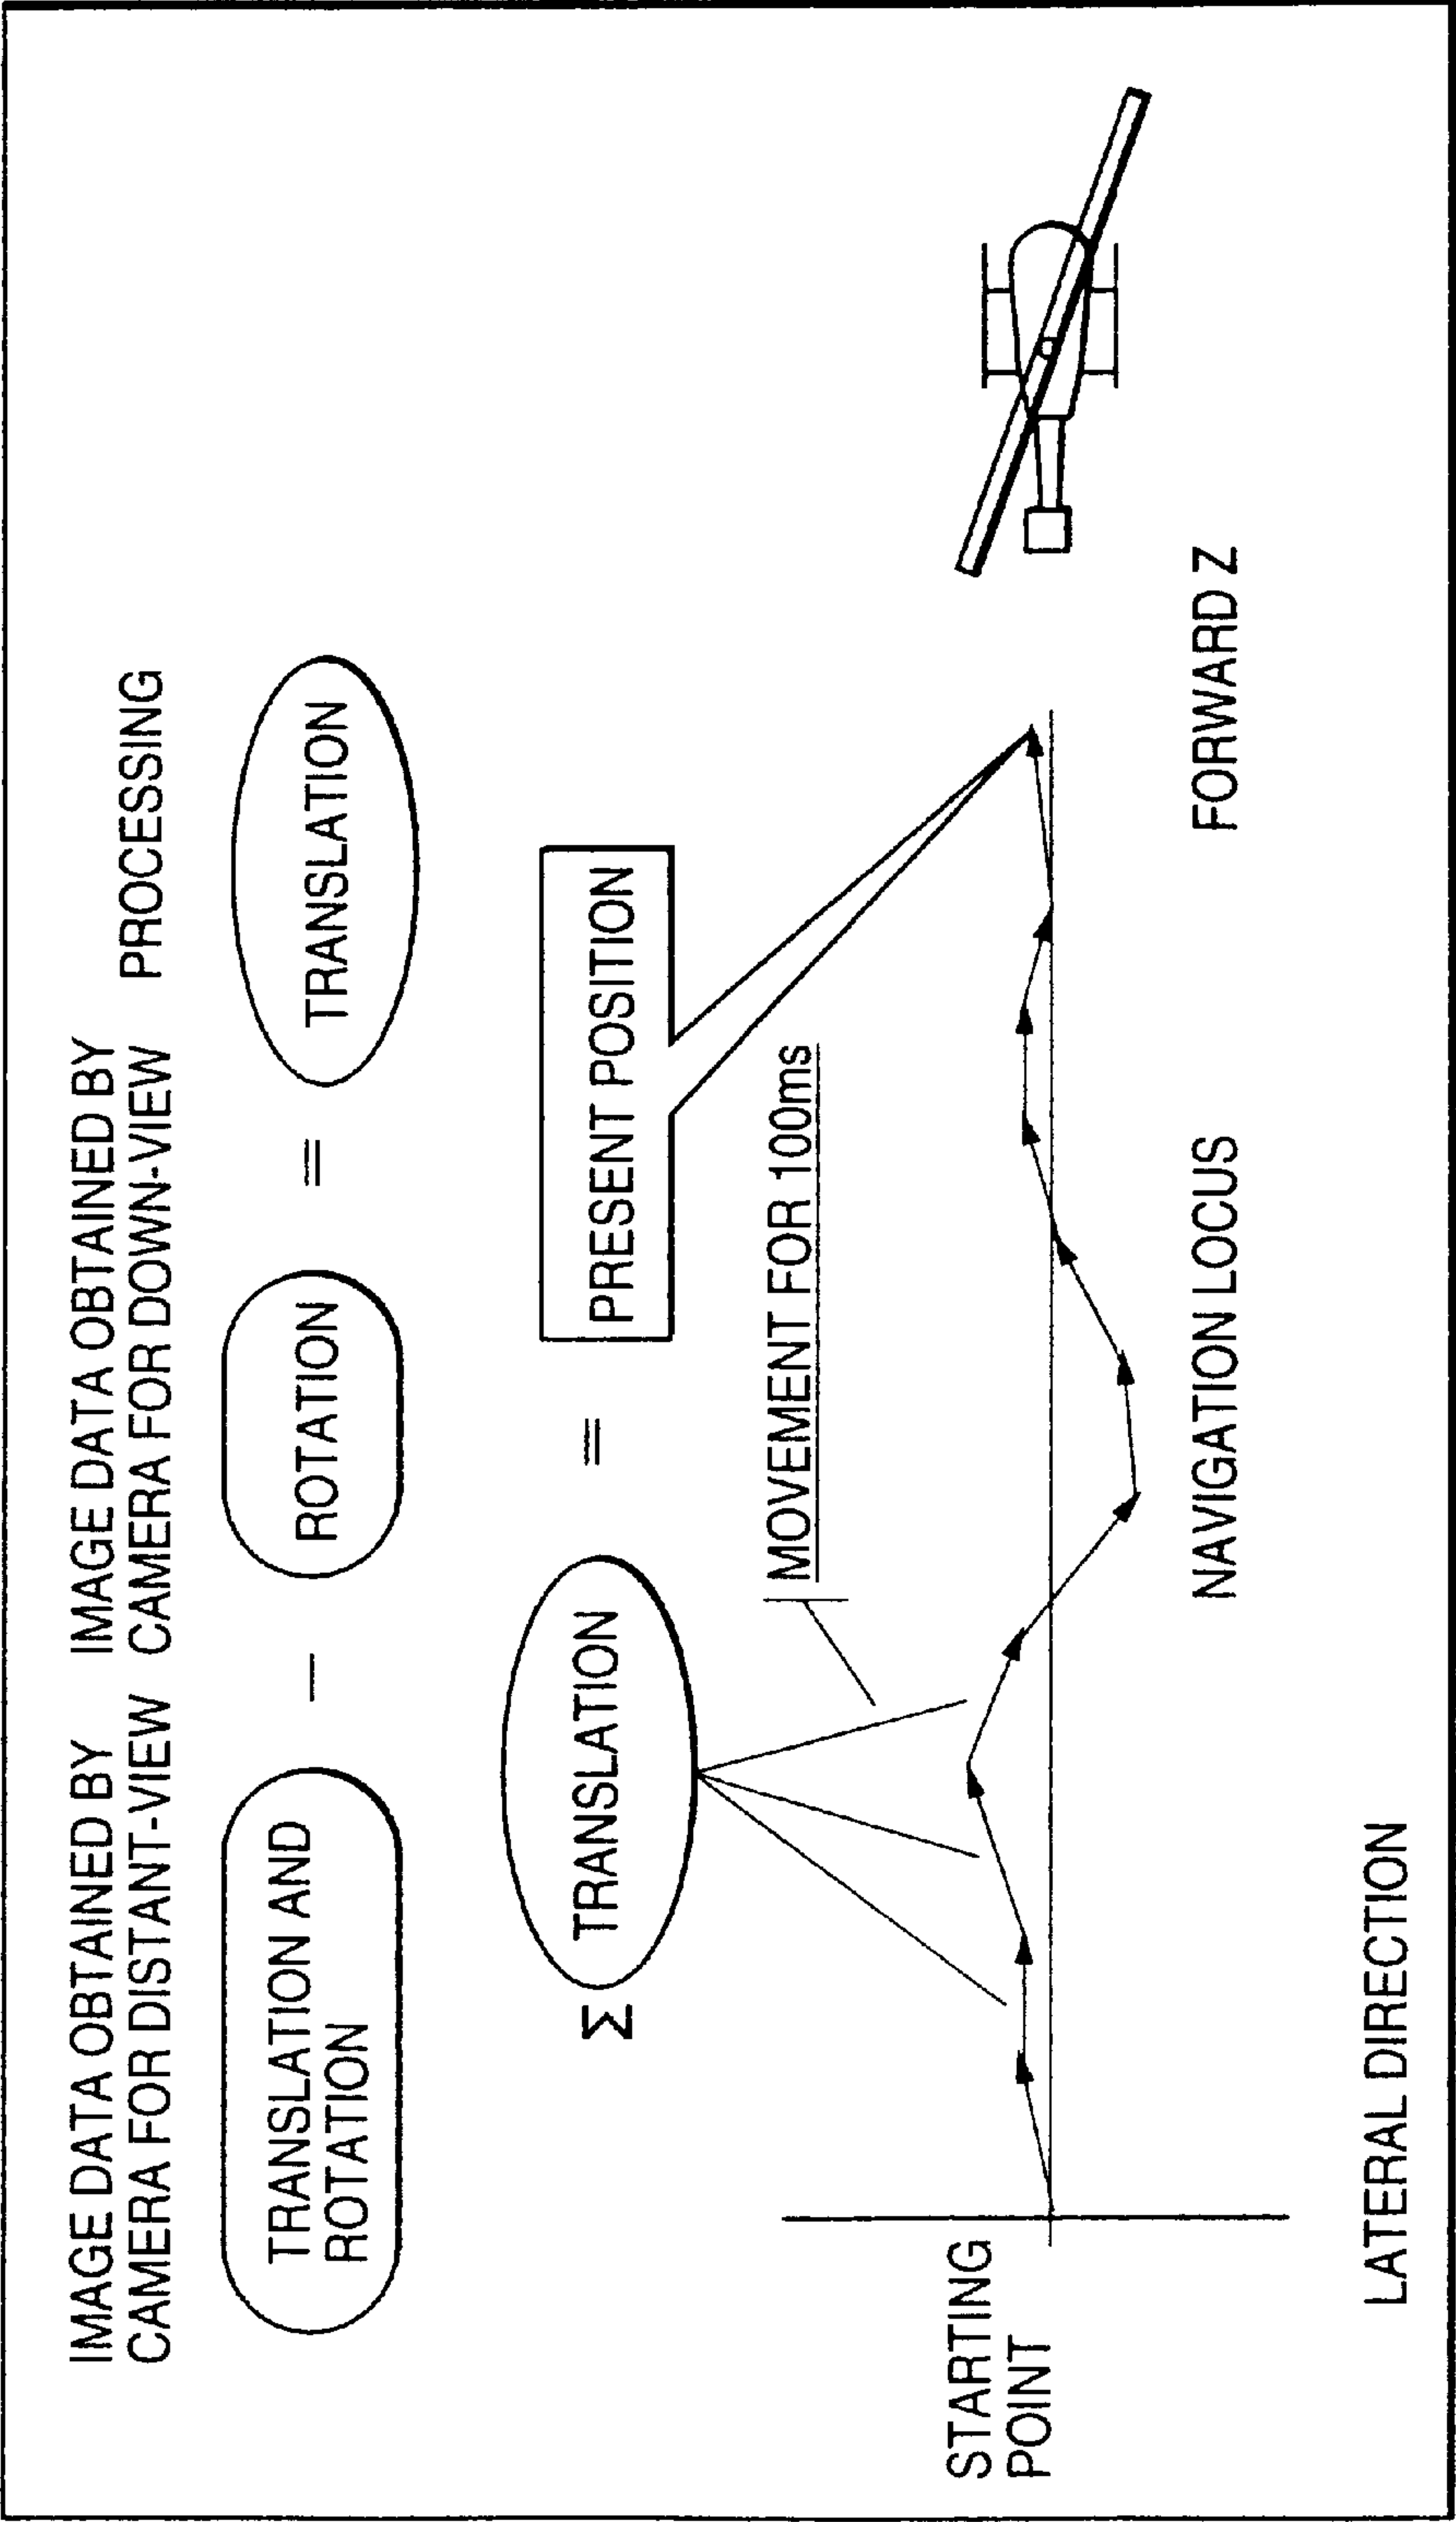 IMAGE DATA OBTAINED BY
CAMERA FOR DISTANT-VIEW
IMAGE DATA OBTAINED BY
CAMERA FOR DOWN-VIEW
PROCESSING
TRANSLATION AND
ROTATION
−
ROTATION
=
TRANSLATION
Σ TRANSLATION
=
PRESENT POSITION
MOVEMENT FOR 100ms
STARTING
POINT
NAVIGATION LOCUS
FORWARD Z
LATERAL DIRECTION